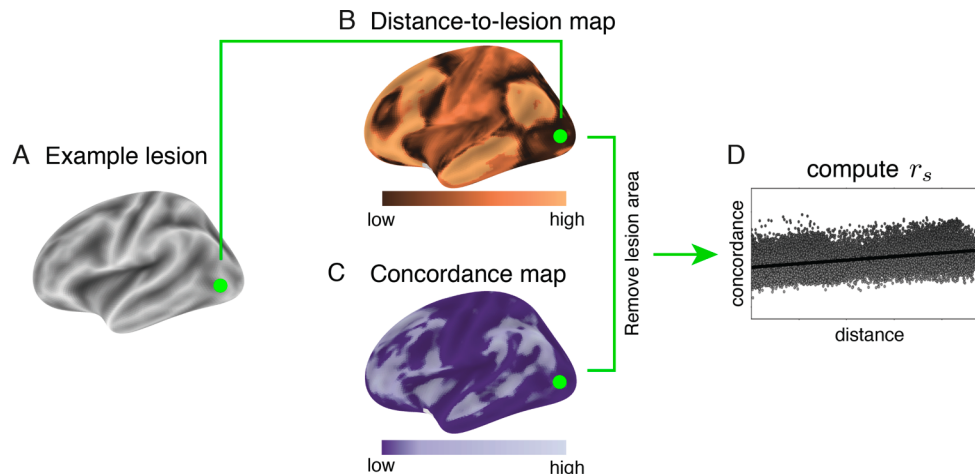 B Distance-to-lesion map
A Example lesion
low high
Remove lesion area
C Concordance map
low high
D
compute r_s
concordance
distance